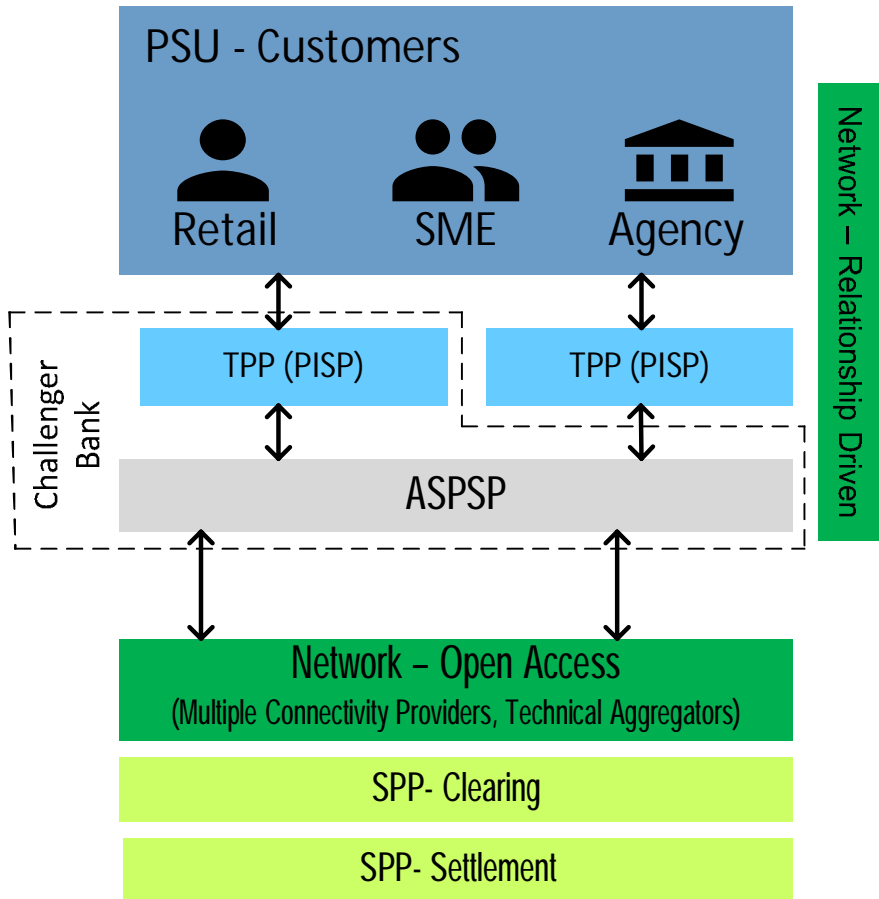 PSU - Customers
Retail
SME
Agency
Network – Relationship Driven
TPP (PISP)
TPP (PISP)
Challenger
Bank
ASPSP
Network – Open Access
(Multiple Connectivity Providers, Technical Aggregators)
SPP- Clearing
SPP- Settlement